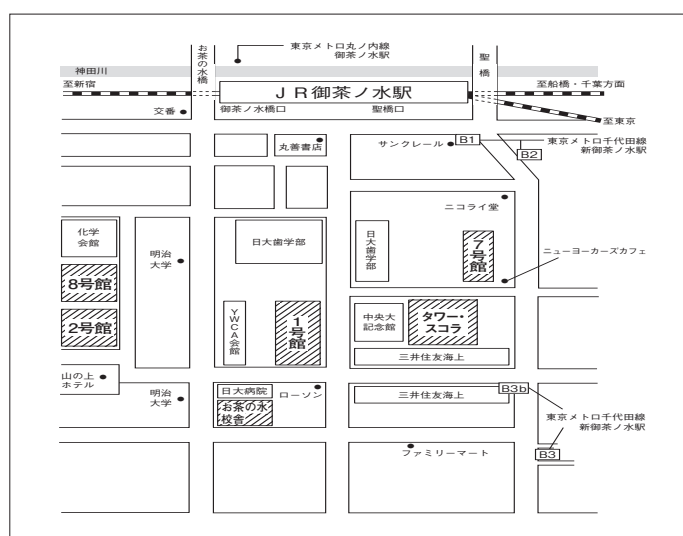 お茶の水橋
東京メトロ丸ノ内線
御茶ノ水駅
聖橋
神田川
至新宿
JR御茶ノ水駅
至船橋・千葉方面
交番
御茶ノ水橋口
聖橋口
至東京
丸善書店
サンクレール
B1
東京メトロ千代田線
新御茶ノ水駅
B2
ニコライ堂
化学
会館
明治
大学
日大歯学部
日大歯学部
7号館
ニューヨーカーズカフェ
8号館
2号館
YWCA会館
1号館
中央大
記念館
タワー・
スコラ
三井住友海上
山の上
ホテル
明治
大学
日大病院
ローソン
お茶の水
校舎
三井住友海上
B3b
東京メトロ千代田線
新御茶ノ水駅
ファミリーマート
B3